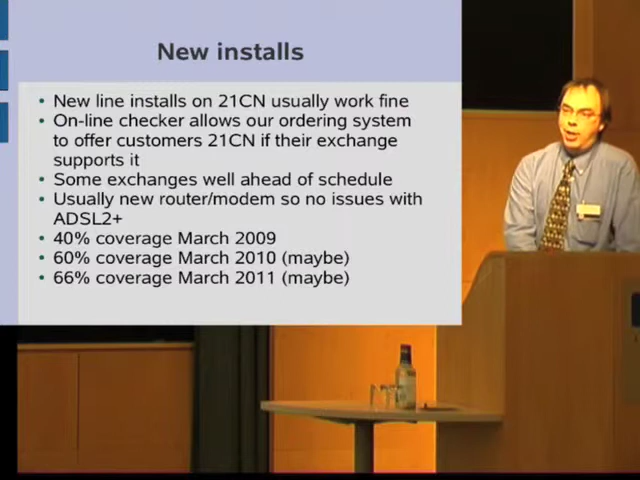 New installs
• New line installs on 21CN usually work fine
• On-line checker allows our ordering system
to offer customers 21CN if their exchange
supports it
• Some exchanges well ahead of schedule
• Usually new router/modem so no issues with
ADSL2+
• 40% coverage March 2009
• 60% coverage March 2010 (maybe)
• 66% coverage March 2011 (maybe)